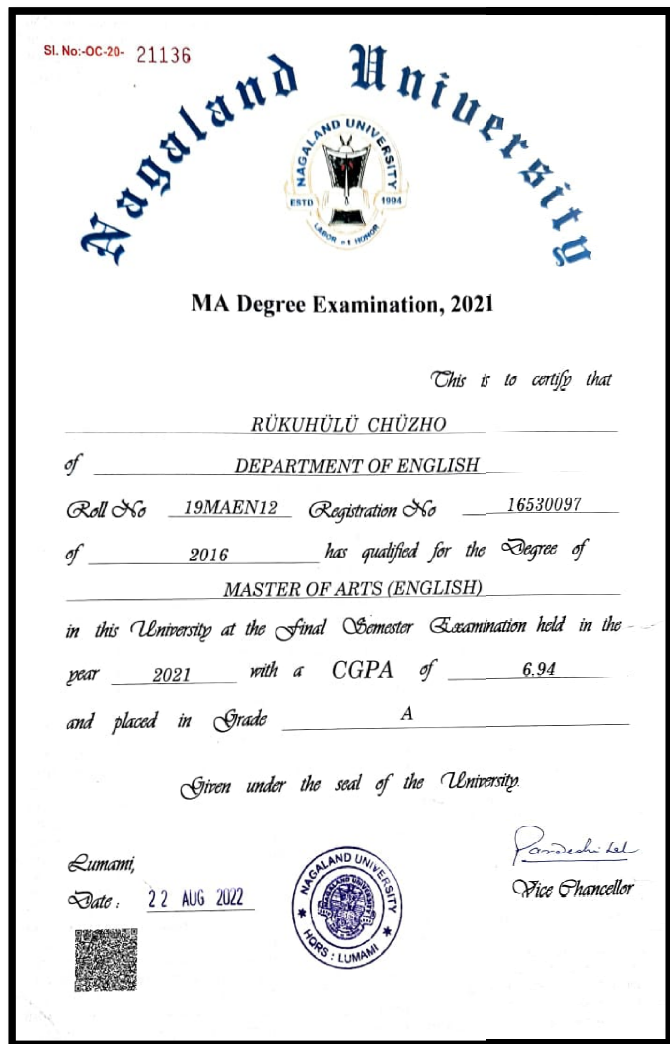 Sl. No:-OC-20- 21136
Nagaland University
NAGALAND UNIVERSITY
ESTD 1994
LABOR HONOR
MA Degree Examination, 2021
This is to certify that
RÜKUHÜLÜ CHÜZHO
of DEPARTMENT OF ENGLISH
Roll No 19MAEN12 Registration No 16530097
of 2016 has qualified for the Degree of
MASTER OF ARTS (ENGLISH)
in this University at the Final Semester Examination held in the
year 2021 with a CGPA of 6.94
and placed in Grade A
Given under the seal of the University.
Lumami,
Date : 22 AUG 2022
NAGALAND UNIVERSITY
HQRS : LUMAMI
Vice Chancellor